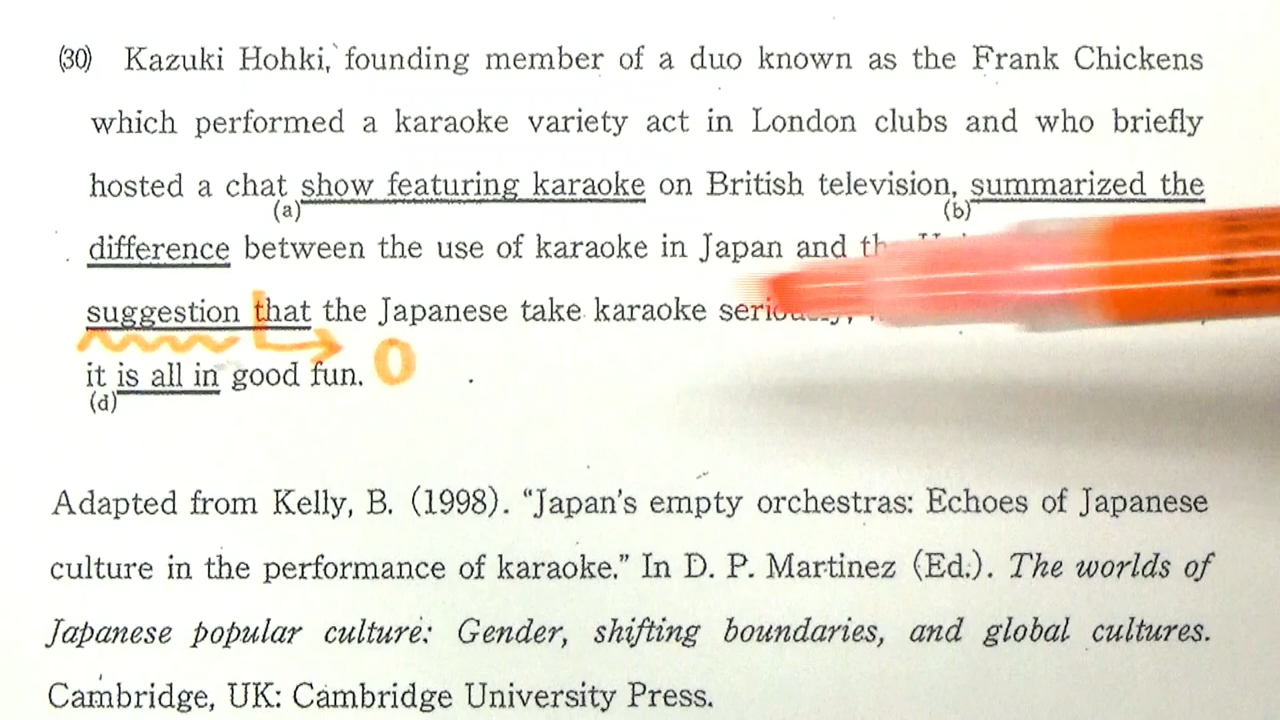 (30) Kazuki Hohki, founding member of a duo known as the Frank Chickens
which performed a karaoke variety act in London clubs and who briefly
hosted a chat show featuring karaoke on British television, summarized the
(a) (b)
difference between the use of karaoke in Japan and
suggestion that the Japanese take karaoke
it is all in good fun. O
(d)
Adapted from Kelly, B. (1998). “Japan’s empty orchestras: Echoes of Japanese
culture in the performance of karaoke.” In D. P. Martinez (Ed.). The worlds of
Japanese popular culture: Gender, shifting boundaries, and global cultures.
Cambridge, UK: Cambridge University Press.